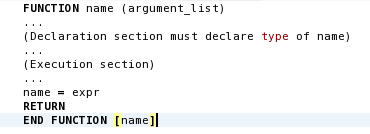 FUNCTION name (argument_list)
...
(Declaration section must declare type of name)
...
(Execution section)
...
name = expr
RETURN
END FUNCTION [name]